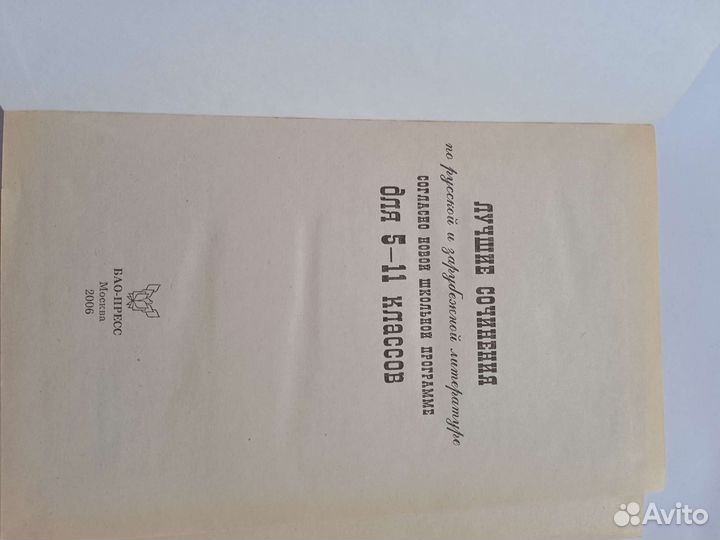 ЛУЧШИЕ СОЧИНЕНИЯ
по русской и зарубежной литературе
СОГЛАСНО НОВОЙ ШКОЛЬНОЙ ПРОГРАММЕ
для 5–11 классов
БАО-ПРЕСС
Москва
2006
Avito